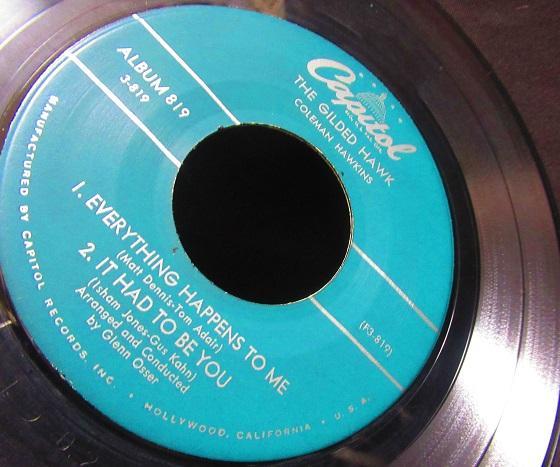 Capitol
THE GILDED HAWK
COLEMAN HAWKINS
ALBUM 819
3-819
(F3-819)
1. EVERYTHING HAPPENS TO ME
(Matt Dennis-Tom Adair)
2. IT HAD TO BE YOU
(Isham Jones-Gus Kahn)
Arranged and Conducted
by Glenn Osser
MANUFACTURED BY CAPITOL RECORDS, INC. • HOLLYWOOD, CALIFORNIA • U.S.A.